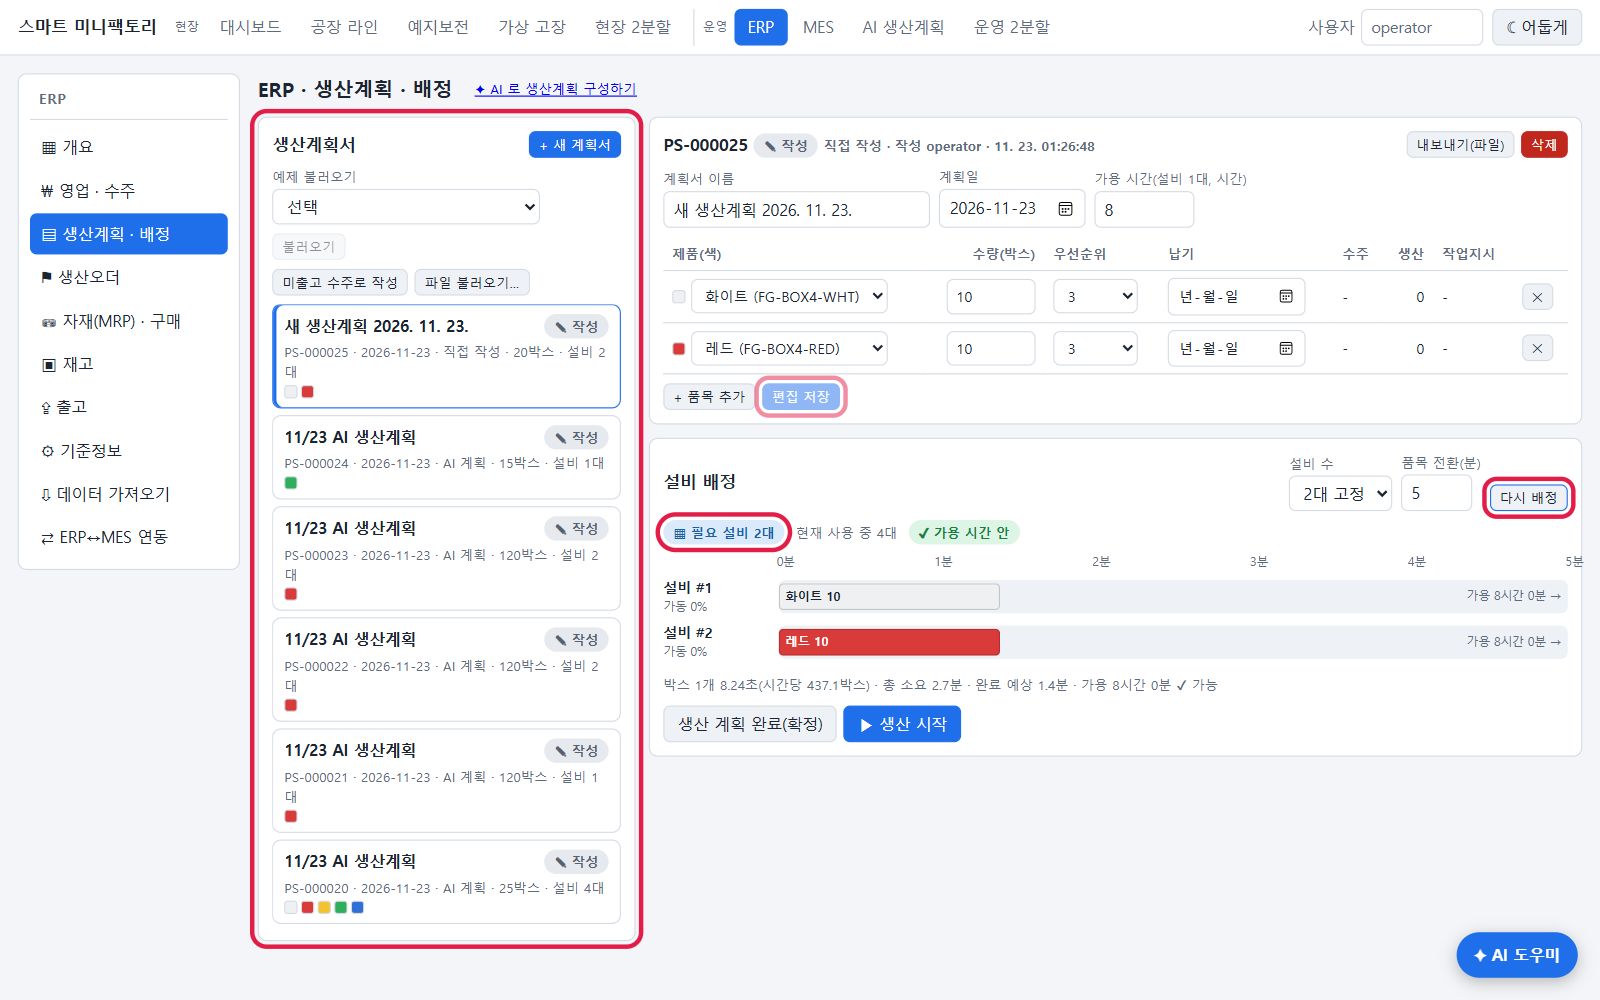 스마트 미니팩토리 현장 대시보드 공장 라인 예지보전 가상 고장 현장 2분할 운영 ERP MES AI 생산계획 운영 2분할 사용자 operator ☾ 어둡게
ERP
▦ 개요
₩ 영업 · 수주
▤ 생산계획 · 배정
⚑ 생산오더
자재(MRP) · 구매
▣ 재고
⇪ 출고
⚙ 기준정보
⇩ 데이터 가져오기
⇄ ERP↔MES 연동
ERP · 생산계획 · 배정 ✦ AI 로 생산계획 구성하기
생산계획서 + 새 계획서
예제 불러오기
선택
불러오기
미출고 수주로 작성 파일 불러오기...
새 생산계획 2026. 11. 23. ✎ 작성
PS-000025 · 2026-11-23 · 직접 작성 · 20박스 · 설비 2
대
11/23 AI 생산계획 ✎ 작성
PS-000024 · 2026-11-23 · AI 계획 · 15박스 · 설비 1대
11/23 AI 생산계획 ✎ 작성
PS-000023 · 2026-11-23 · AI 계획 · 120박스 · 설비 2
대
11/23 AI 생산계획 ✎ 작성
PS-000022 · 2026-11-23 · AI 계획 · 120박스 · 설비 2
대
11/23 AI 생산계획 ✎ 작성
PS-000021 · 2026-11-23 · AI 계획 · 120박스 · 설비 1
대
11/23 AI 생산계획 ✎ 작성
PS-000020 · 2026-11-23 · AI 계획 · 25박스 · 설비 4대
PS-000025 ✎ 작성 직접 작성 · 작성 operator · 11. 23. 01:26:48 내보내기(파일) 삭제
계획서 이름 계획일 가용 시간(설비 1대, 시간)
새 생산계획 2026. 11. 23. 2026-11-23 8
제품(색) 수량(박스) 우선순위 납기 수주 생산 작업지시
화이트 (FG-BOX4-WHT) 10 3 년-월-일 - 0 - ×
레드 (FG-BOX4-RED) 10 3 년-월-일 - 0 - ×
+ 품목 추가 편집 저장
설비 배정 설비 수 2대 고정 품목 전환(분) 5 다시 배정
▦ 필요 설비 2대 현재 사용 중 4대 ✓ 가용 시간 안
0분 1분 2분 3분 4분 5분
설비 #1 화이트 10 가용 8시간 0분 →
가동 0%
설비 #2 레드 10 가용 8시간 0분 →
가동 0%
박스 1개 8.24초(시간당 437.1박스) · 총 소요 2.7분 · 완료 예상 1.4분 · 가용 8시간 0분 ✓ 가능
생산 계획 완료(확정) ▶ 생산 시작
✦ AI 도우미